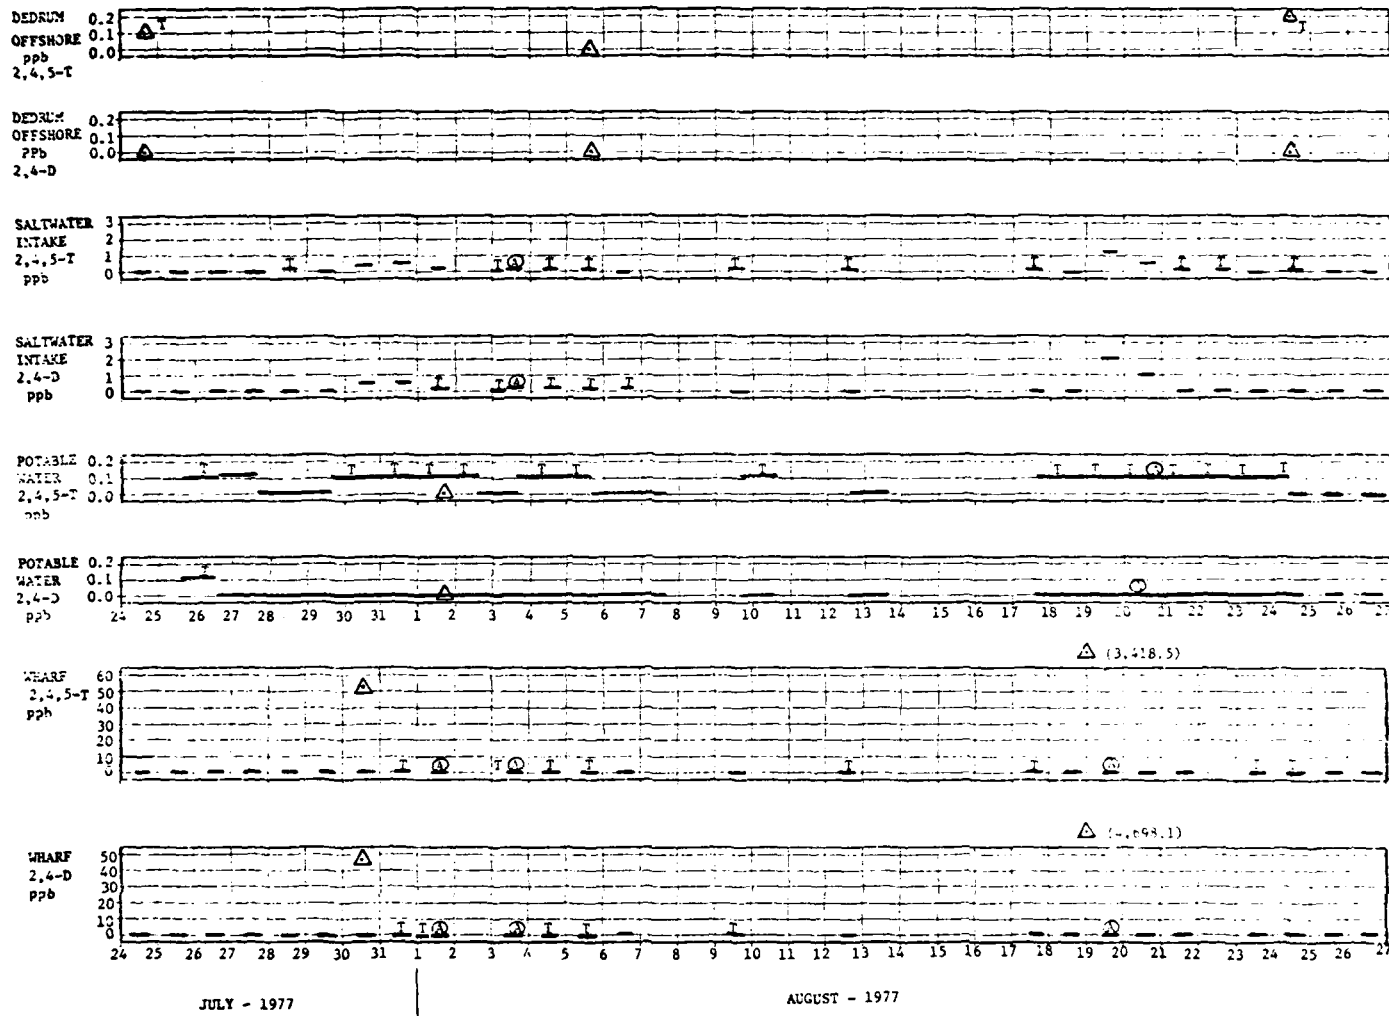 DEDRUM 0.2
OFFSHORE 0.1
ppb 0.0
2,4,5-T
T T
DEDRUM 0.2
OFFSHORE 0.1
PPb 0.0
2,4-D
SALTWATER 3
INTAKE 2
2,4,5-T 1
ppb 0
T T A T T T T T T T T
SALTWATER 3
INTAKE 2
2,4-D 1
ppb 0
T T A T T T
POTABLE 0.2
WATER 0.1
2,4,5-T 0.0
ppb
T T T T T T T T T T T T T T T
POTABLE 0.2
WATER 0.1
2,4-D 0.0
ppb
T
24 25 26 27 28 29 30 31 1 2 3 4 5 6 7 8 9 10 11 12 13 14 15 16 17 18 19 20 21 22 23 24 25 26 27
(3,418.5)
WHARF 60
2,4,5-T 50
ppb 40
30
20
10
0
T A T A T T T T T T
(4,698.1)
WHARF 50
2,4-D 40
ppb 30
20
10
0
T T A A T T T A
24 25 26 27 28 29 30 31 1 2 3 4 5 6 7 8 9 10 11 12 13 14 15 16 17 18 19 20 21 22 23 24 25 26 27
JULY - 1977 AUGUST - 1977